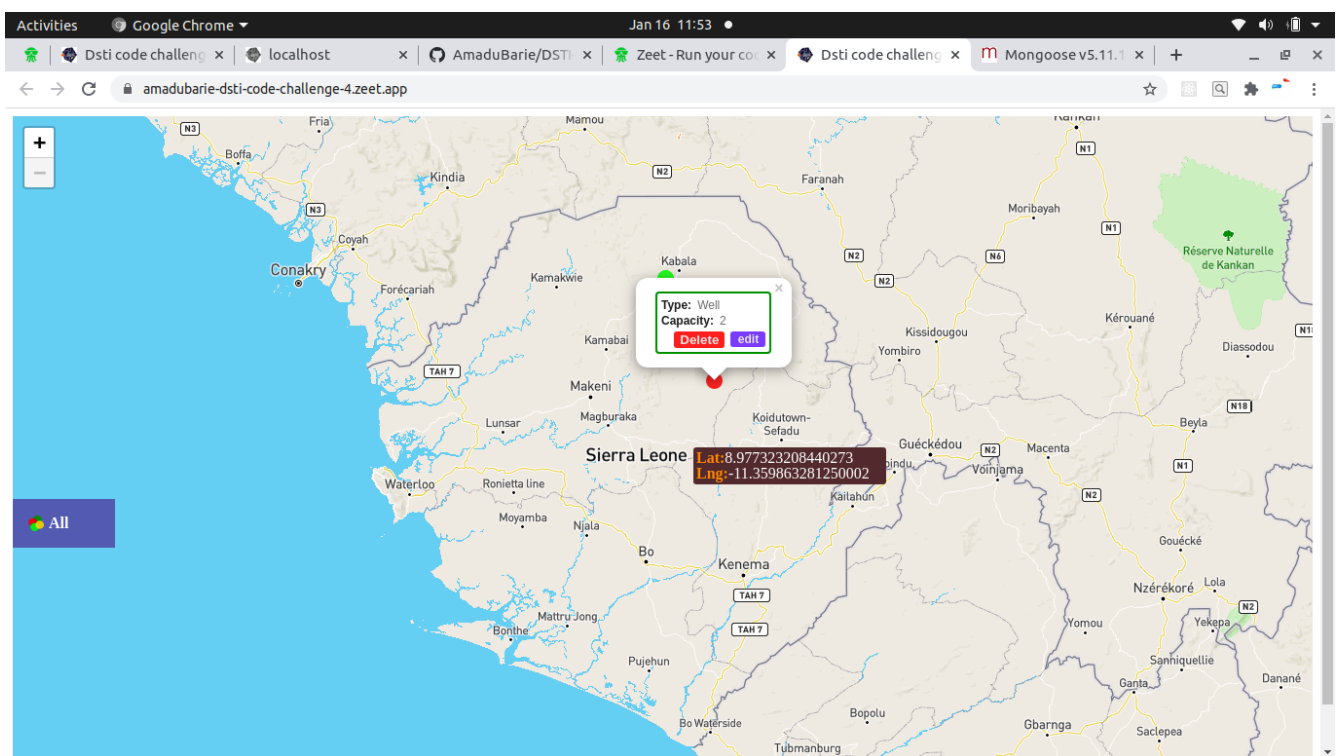 Activities Google Chrome Jan 16 11:53
Dsti code challeng localhost AmaduBarie/DSTI- Zeet - Run your co Dsti code challeng Mongoose v5.11.1
amadubarie-dsti-code-challenge-4.zeet.app
+
−
N3
Fria
Mamou
Kankan
Boffa
N1
Kindia
N2
Faranah
N3
Moribayah
N1
Coyah
Réserve Naturelle
de Kankan
Conakry
Kabala
N2
N6
Kamakwie
N2
Forécariah
×
Type: Well
Capacity: 2
Delete edit
Kérouané
N1
Kissidougou
Kamabai
Yombiro
Diassodou
TAH 7
Makeni
N18
Magburaka
Koidutown-
Sefadu
Lunsar
Beyla
Guéckédou
N2
Macenta
Sierra Leone
Lat:8.977323208440273
Lng:-11.359863281250002
pindu
Voinjama
N1
Waterloo
Ronietta line
Kailahun
N2
All
Moyamba
Njala
Gouécké
Bo
Kenema
Nzérékoré
Lola
TAH 7
N2
Mattru Jong
Bonthe
TAH 7
Yomou
Yekepa
Pujehun
Sanniquellie
Ganta
Danané
Bo Waterside
Bopolu
Gbarnga
Saclepea
Tubmanburg